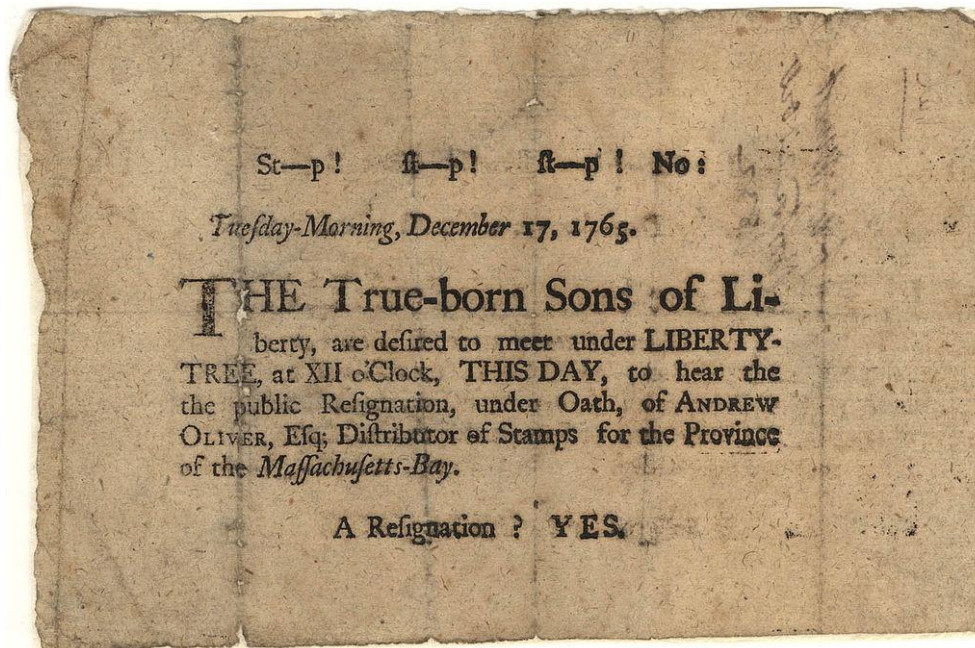 St—p! ſt—p! ſt—p! No:
Tueſday-Morning, December 17, 1765.
THE True-born Sons of Li-
berty, are deſired to meet under LIBERTY-
TREE, at XII o'Clock, THIS DAY, to hear the
the public Reſignation, under Oath, of ANDREW
OLIVER, Eſq; Diſtributor of Stamps for the Province
of the Maſſachuſetts-Bay.
A Reſignation ? YES.